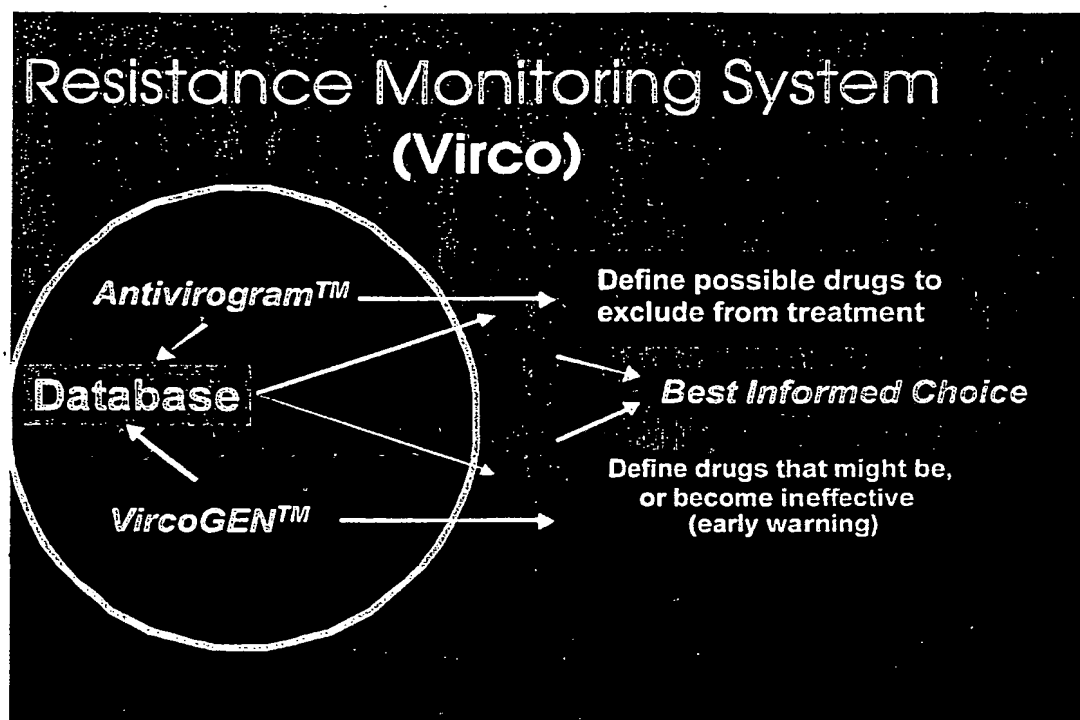 Resistance Monitoring System
(Virco)
Antivirogram™
Define possible drugs to
exclude from treatment
Database
Best Informed Choice
VircoGEN™
Define drugs that might be,
or become ineffective
(early warning)